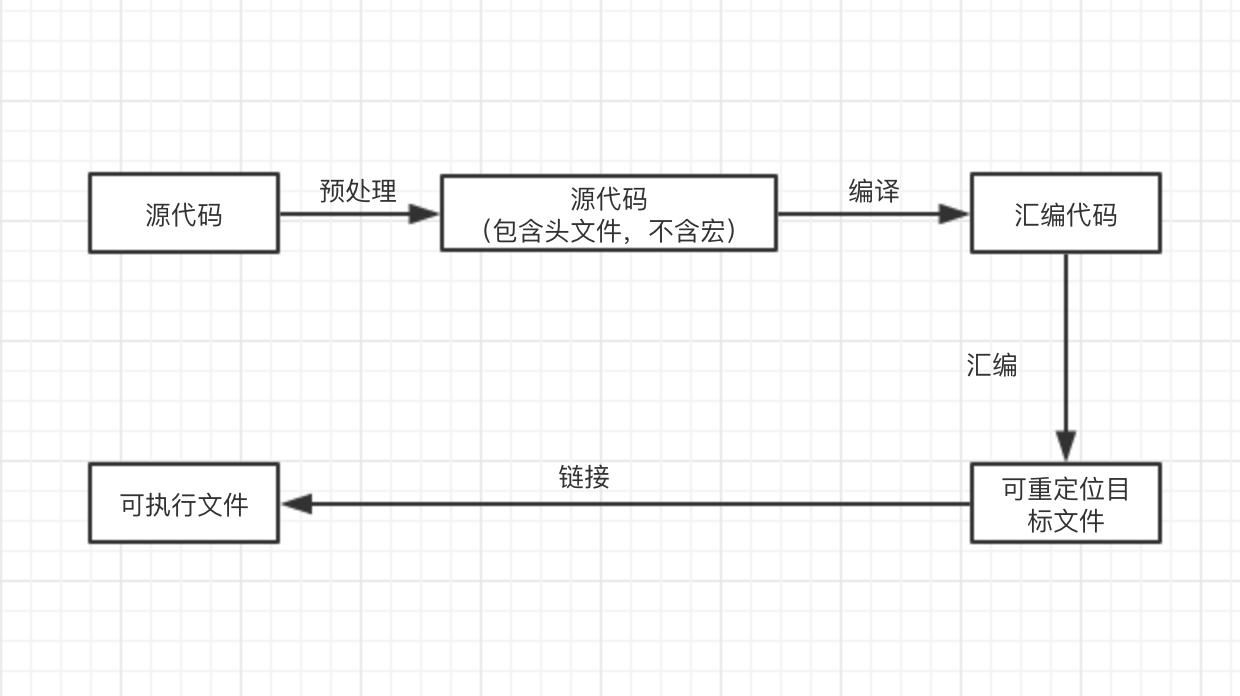 源代码
预处理
源代码
（包含头文件，不含宏）
编译
汇编代码
汇编
可重定位目
标文件
链接
可执行文件